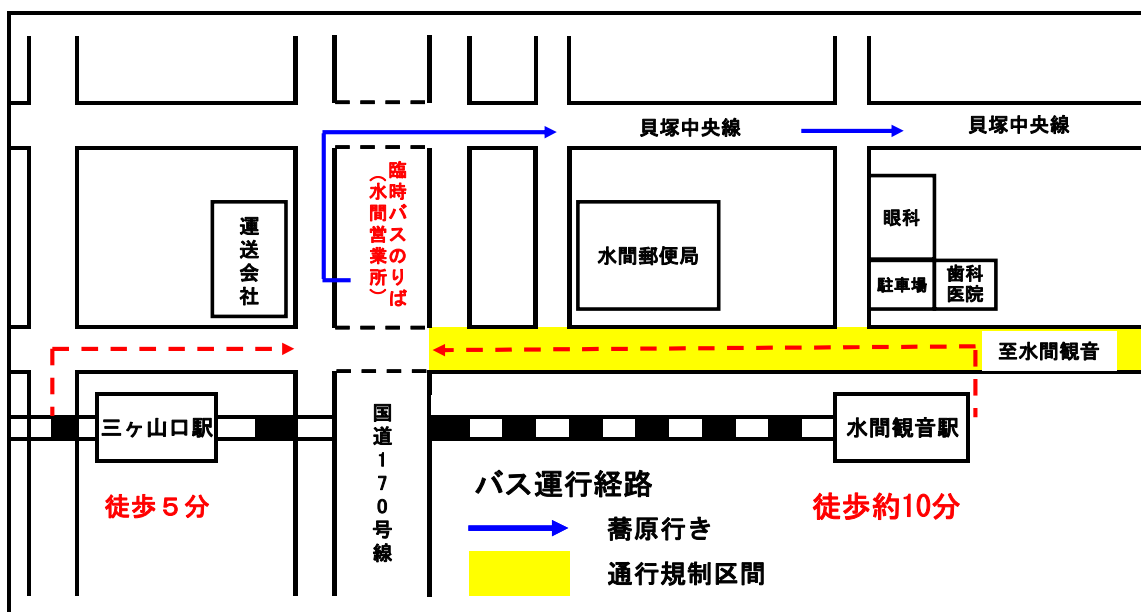 貝塚中央線
貝塚中央線
臨時バスのりば
（水間営業所）
運送会社
水間郵便局
眼科
駐車場
歯科
医院
至水間観音
三ヶ山口駅
国道170号線
水間観音駅
徒歩５分
徒歩約10分
バス運行経路
蕎原行き
通行規制区間